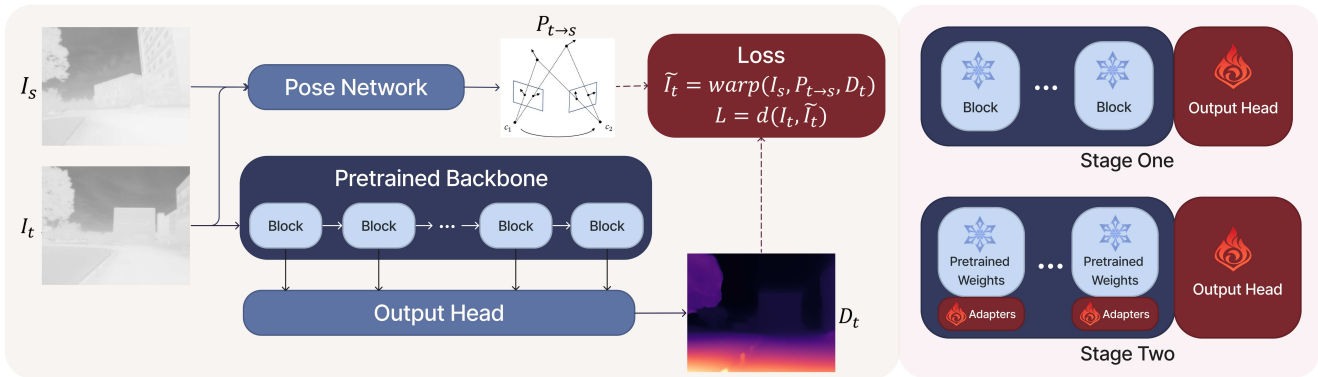 I_s
I_t
Pose Network
P_{t→s}
c_1
c_2
Loss
Ĩ_t = warp(I_s, P_{t→s}, D_t)
L = d(I_t, Ĩ_t)
Pretrained Backbone
Block
Block
...
Block
Block
Output Head
D_t
Block
...
Block
Output Head
Stage One
Pretrained
Weights
Adapters
...
Pretrained
Weights
Adapters
Output Head
Stage Two